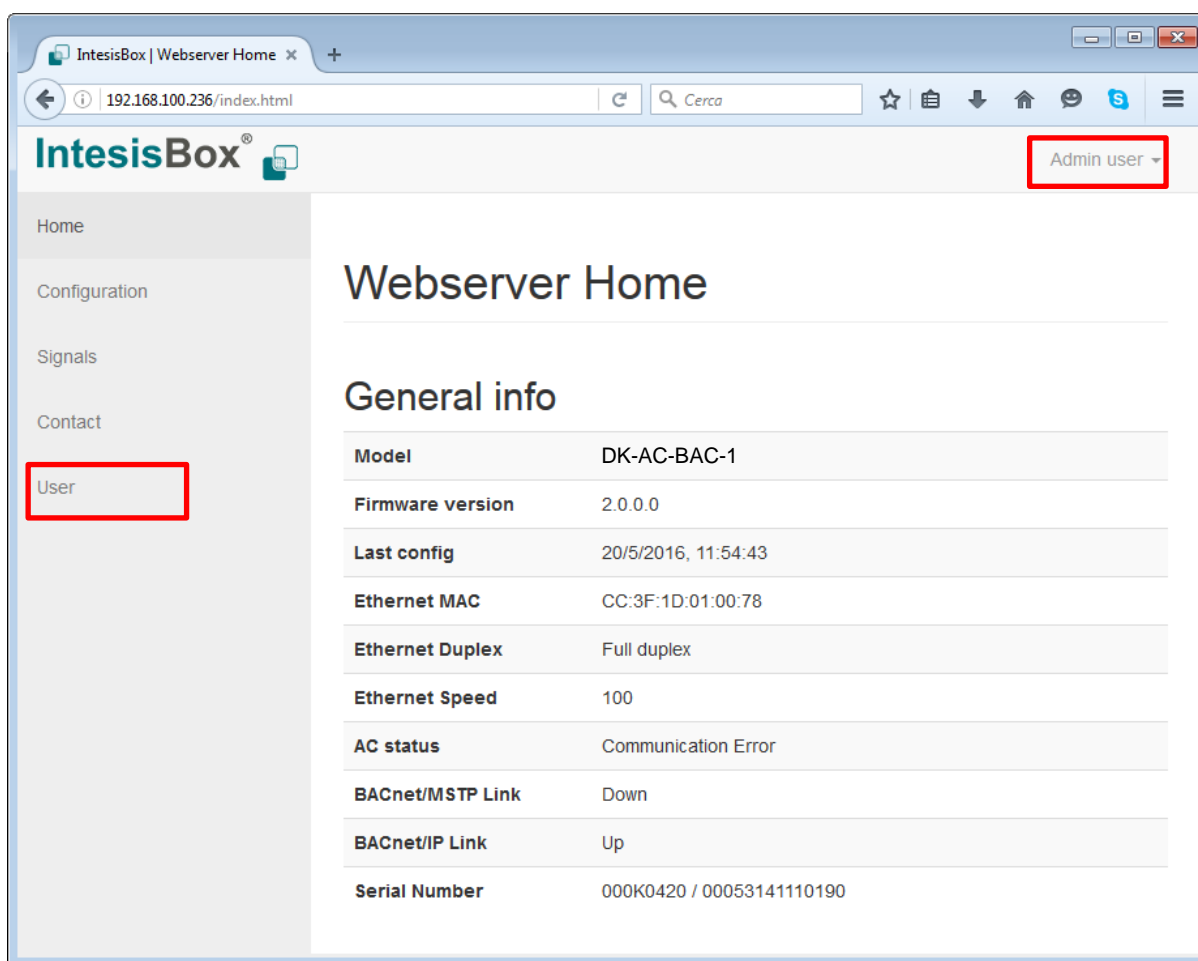 IntesisBox | Webserver Home
192.168.100.236/index.html
Cerca
IntesisBox®
Admin user
Home
Configuration
Signals
Contact
User
Webserver Home
General info
Model DK-AC-BAC-1
Firmware version 2.0.0.0
Last config 20/5/2016, 11:54:43
Ethernet MAC CC:3F:1D:01:00:78
Ethernet Duplex Full duplex
Ethernet Speed 100
AC status Communication Error
BACnet/MSTP Link Down
BACnet/IP Link Up
Serial Number 000K0420 / 00053141110190